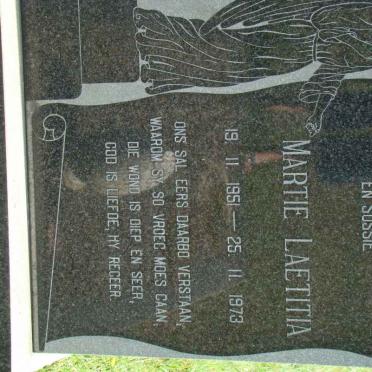 EN SUSSIE
MARTIE LAETITIA
19 11 1951 — 25 11 1973
ONS SAL EERS DAARBO VERSTAAN,
WAAROM SY SO VROEG MOES GAAN,
DIE WOND IS DIEP EN SEER,
GOD IS LIEFDE, HY REGEER.